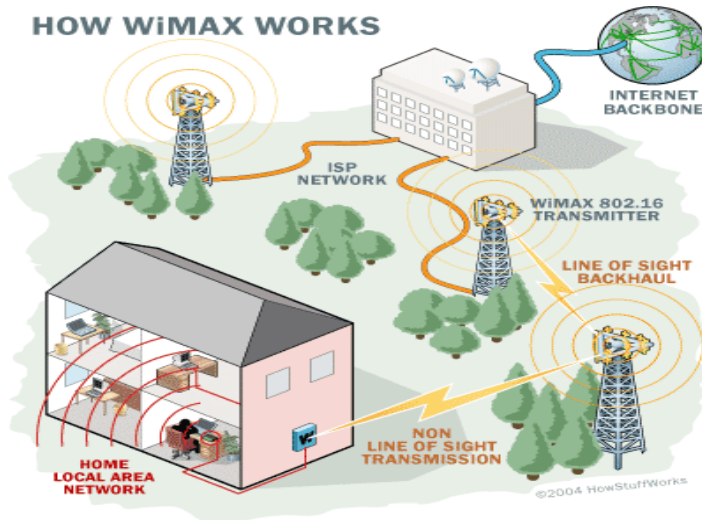 HOW WiMAX WORKS
INTERNET
BACKBONE
ISP
NETWORK
WiMAX 802.16
TRANSMITTER
LINE OF SIGHT
BACKHAUL
NON
LINE OF SIGHT
TRANSMISSION
HOME
LOCAL AREA
NETWORK
©2004 HowStuffWorks